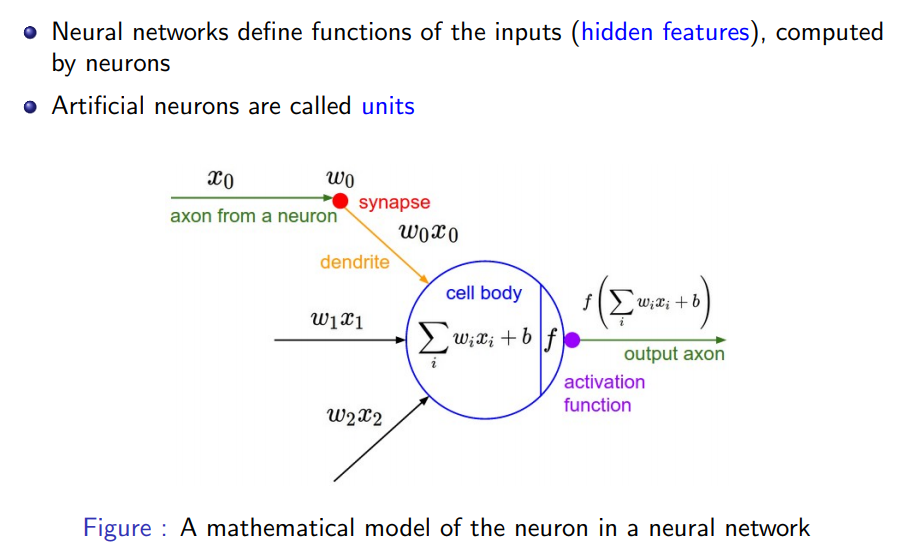 Neural networks define functions of the inputs (hidden features), computed
by neurons
Artificial neurons are called units
x₀
w₀
axon from a neuron
synapse
w₀x₀
dendrite
cell body
f(∑ᵢ wᵢxᵢ + b)
w₁x₁
∑ᵢ wᵢxᵢ + b
f
output axon
activation
function
w₂x₂
Figure : A mathematical model of the neuron in a neural network